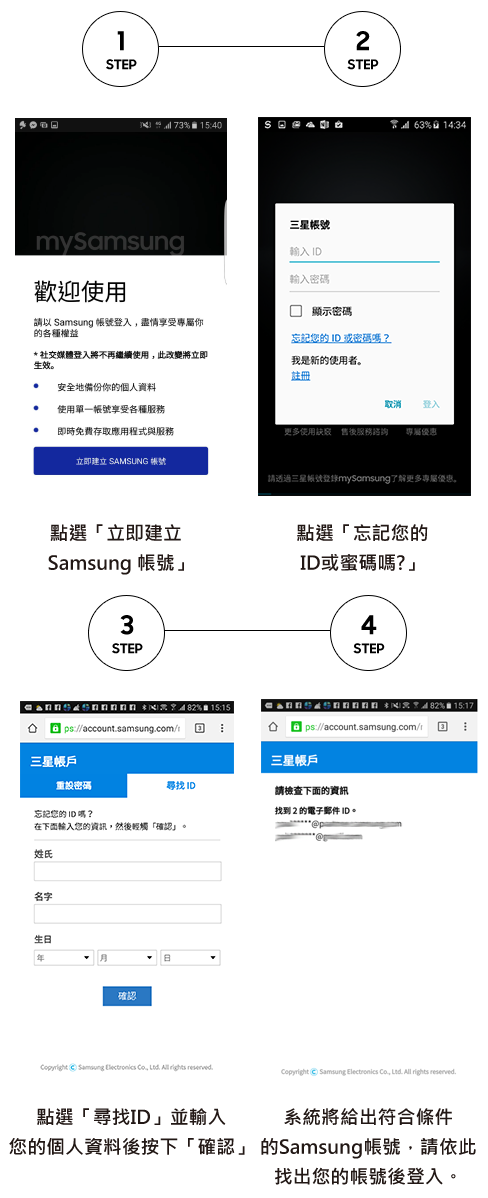 1
STEP
2
STEP
73% 15:40
mySamsung
歡迎使用
請以 Samsung 帳號登入，盡情享受專屬你
的各種權益
* 社交媒體登入將不再繼續使用，此改變將立即
生效。
• 安全地備份你的個人資料
• 使用單一帳號享受各種服務
• 即時免費存取應用程式與服務
立即建立 SAMSUNG 帳號
63% 14:34
三星帳號
輸入 ID
輸入密碼
顯示密碼
忘記您的 ID 或密碼嗎？
我是新的使用者。
註冊
取消 登入
更多使用訣竅 售後服務諮詢 專屬優惠
請透過三星帳號登錄mySamsung了解更多專屬優惠。
點選「立即建立
Samsung 帳號」
點選「忘記您的
ID或蜜碼嗎?」
3
STEP
4
STEP
82% 15:15
ps://account.samsung.com/
3
三星帳戶
重設密碼 尋找 ID
忘記您的 ID 嗎？
在下面輸入您的資訊，然後輕觸「確認」。
姓氏
名字
生日
年 月 日
確認
Copyright © Samsung Electronics Co., Ltd. All rights reserved.
82% 15:17
ps://account.samsung.com/
3
三星帳戶
請檢查下面的資訊
找到 2 的電子郵件 ID。
Copyright © Samsung Electronics Co., Ltd. All rights reserved.
點選「尋找ID」並輸入
您的個人資料後按下「確認」
系統將給出符合條件
的Samsung帳號，請依此
找出您的帳號後登入。